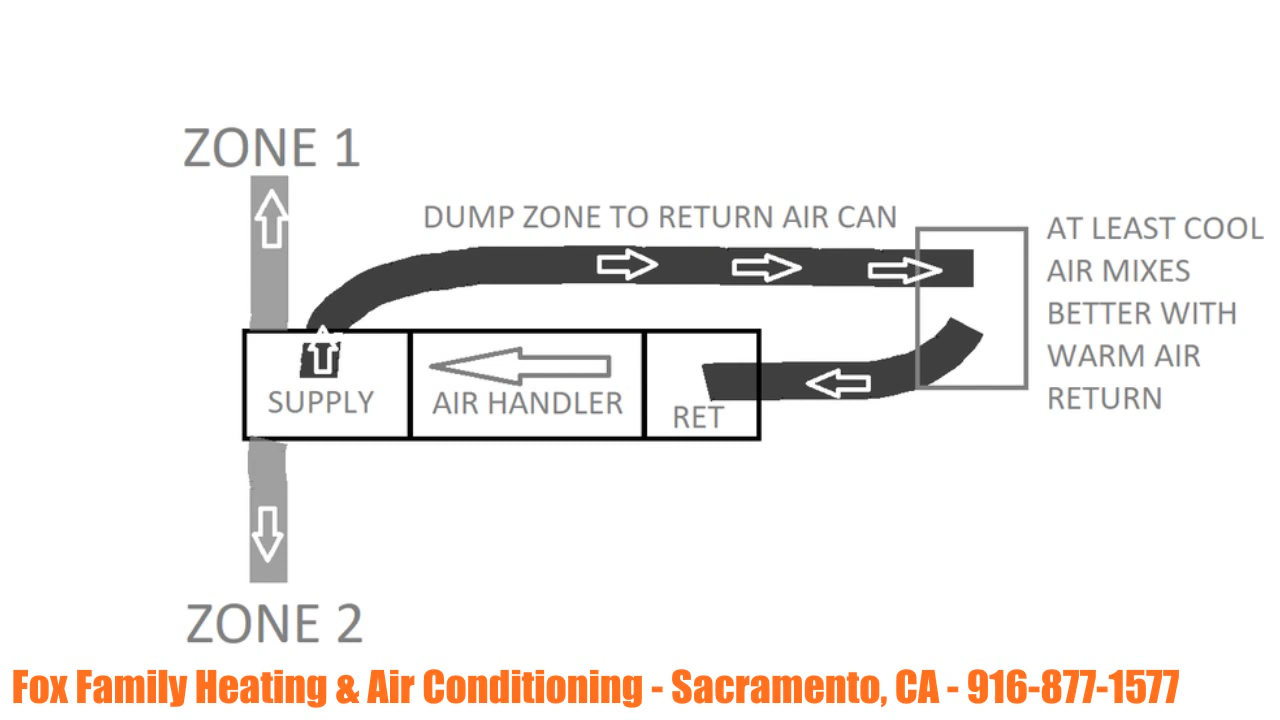 ZONE 1
DUMP ZONE TO RETURN AIR CAN
AT LEAST COOL
AIR MIXES
BETTER WITH
WARM AIR
RETURN
SUPPLY
AIR HANDLER
RET
ZONE 2
Fox Family Heating & Air Conditioning - Sacramento, CA - 916-877-1577